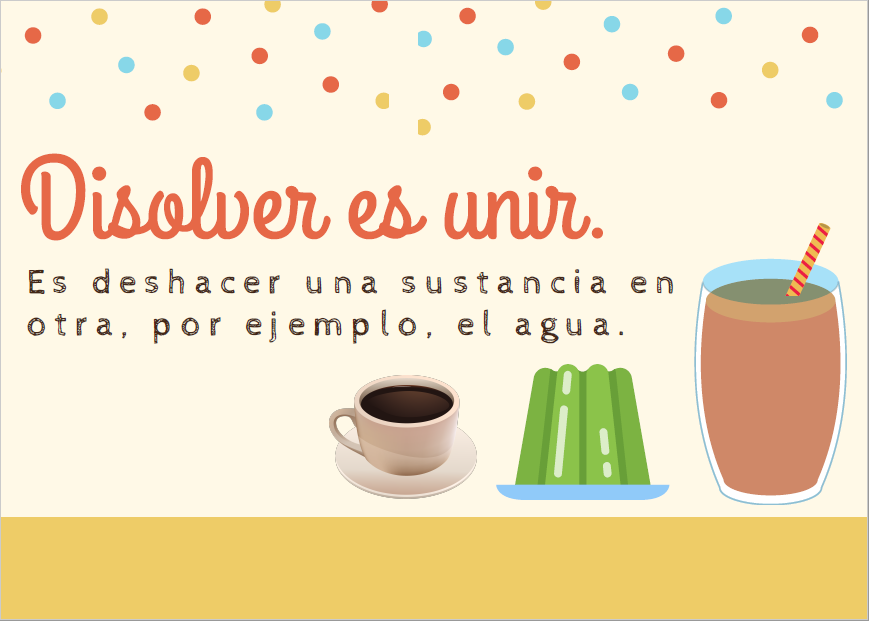 Disolver es unir.
Es deshacer una sustancia en
otra, por ejemplo, el agua.